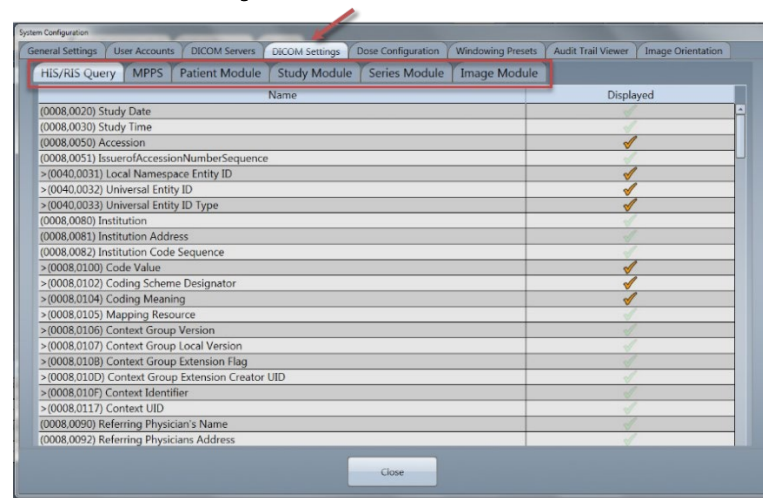 System Configuration
General Settings User Accounts DICOM Servers DICOM Settings Dose Configuration Windowing Presets Audit Trail Viewer Image Orientation
HIS/RIS Query MPPS Patient Module Study Module Series Module Image Module
Name Displayed
(0008,0020) Study Date
(0008,0030) Study Time
(0008,0050) Accession
(0008,0051) IssuerofAccessionNumberSequence
>(0040,0031) Local Namespace Entity ID
>(0040,0032) Universal Entity ID
>(0040,0033) Universal Entity ID Type
(0008,0080) Institution
(0008,0081) Institution Address
(0008,0082) Institution Code Sequence
>(0008,0100) Code Value
>(0008,0102) Coding Scheme Designator
>(0008,0104) Coding Meaning
>(0008,0105) Mapping Resource
>(0008,0106) Context Group Version
>(0008,0107) Context Group Local Version
>(0008,010B) Context Group Extension Flag
>(0008,010D) Context Group Extension Creator UID
>(0008,010F) Context Identifier
>(0008,0117) Context UID
(0008,0090) Referring Physician's Name
(0008,0092) Referring Physicians Address
Close